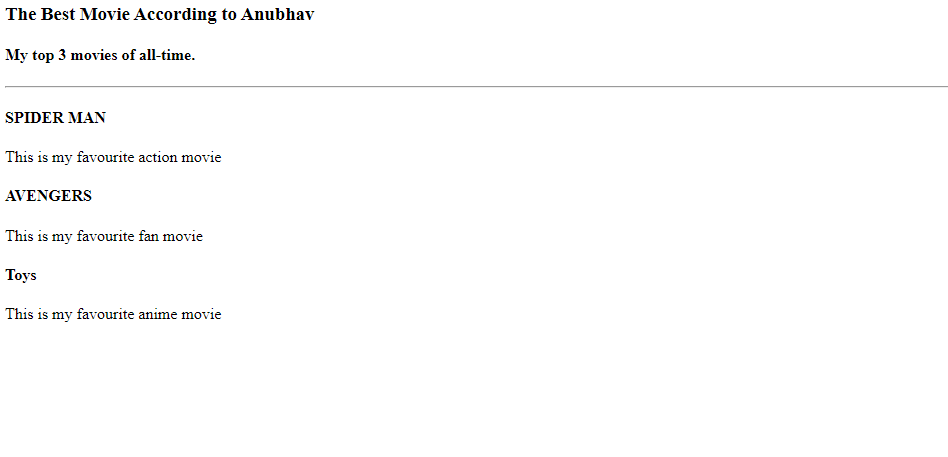 The Best Movie According to Anubhav
My top 3 movies of all-time.
SPIDER MAN
This is my favourite action movie
AVENGERS
This is my favourite fan movie
Toys
This is my favourite anime movie